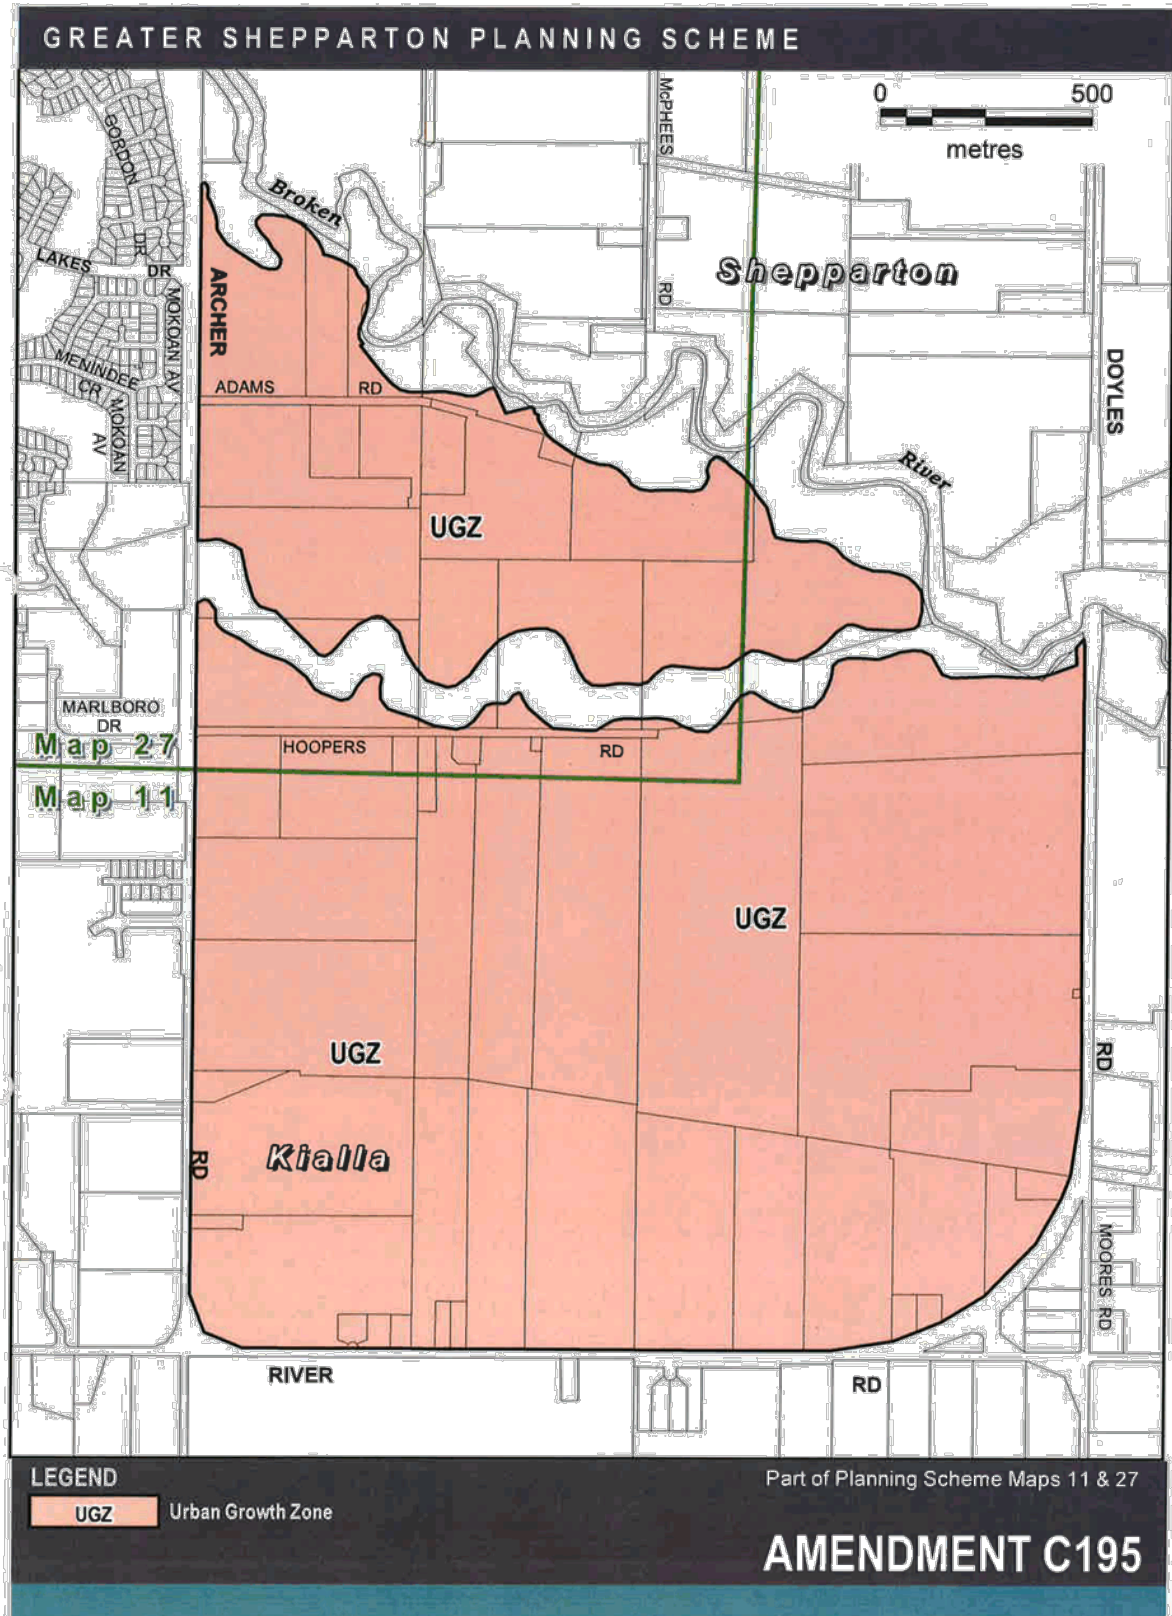 GREATER SHEPPARTON PLANNING SCHEME
0 500
metres
McPHEES
RD
GORDON
DR
Broken
LAKES
DR
Shepparton
ARCHER
MOKOAN AV
MENINDEE
CR
MOKOAN
AV
ADAMS RD
DOYLES
River
UGZ
MARLBORO
DR
HOOPERS RD
Map 27
Map 11
UGZ
UGZ
RD
Kialla
RD
MOORES RD
RIVER RD
LEGEND
UGZ Urban Growth Zone
Part of Planning Scheme Maps 11 & 27
AMENDMENT C195